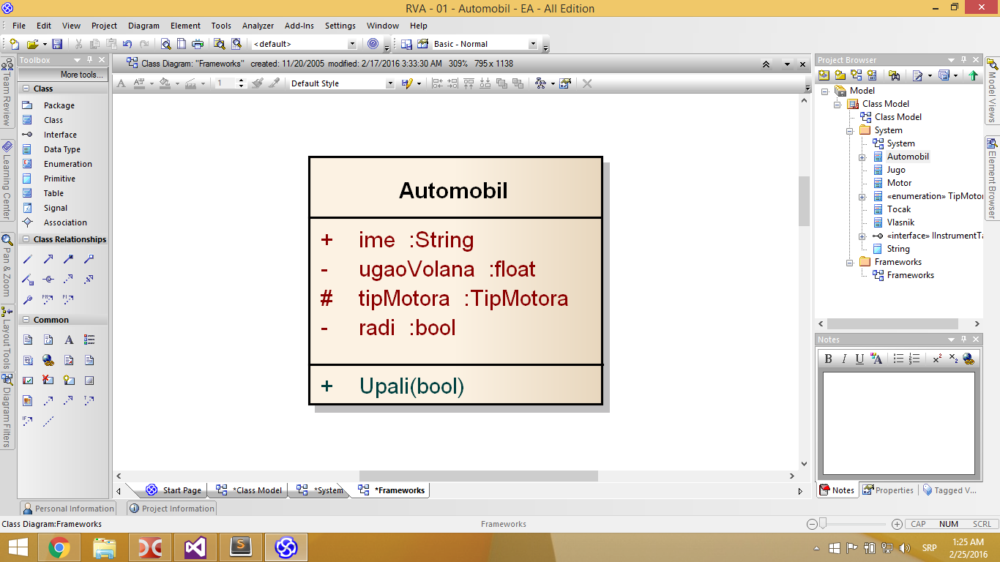 RVA - 01 - Automobil - EA - All Edition
File Edit View Project Diagram Element Tools Analyzer Add-Ins Settings Window Help
<default>
Basic - Normal
Team Review
Learning Center
Pan & Zoom
Layout Tools
Diagram Filters
Toolbox
More tools...
Class
Package
Class
Interface
Data Type
Enumeration
Primitive
Table
Signal
Association
Class Relationships
Common
Class Diagram: "Frameworks" created: 11/20/2005 modified: 2/17/2016 3:33:30 AM 309% 795 x 1138
1
Default Style
Automobil
+ ime :String
- ugaoVolana :float
# tipMotora :TipMotora
- radi :bool
+ Upali(bool)
Start Page *Class Model *System *Frameworks
Project Browser
Model
Class Model
Class Model
System
System
Automobil
Jugo
Motor
«enumeration» TipMotor
Tocak
Vlasnik
«interface» IInstrumentTa
String
Frameworks
Frameworks
Notes
B I U A
Notes Properties Tagged V...
Model Views
Element Browser
Personal Information Project Information
Class Diagram:Frameworks
Frameworks
CAP NUM SCRL
SRP
1:25 AM
2/25/2016